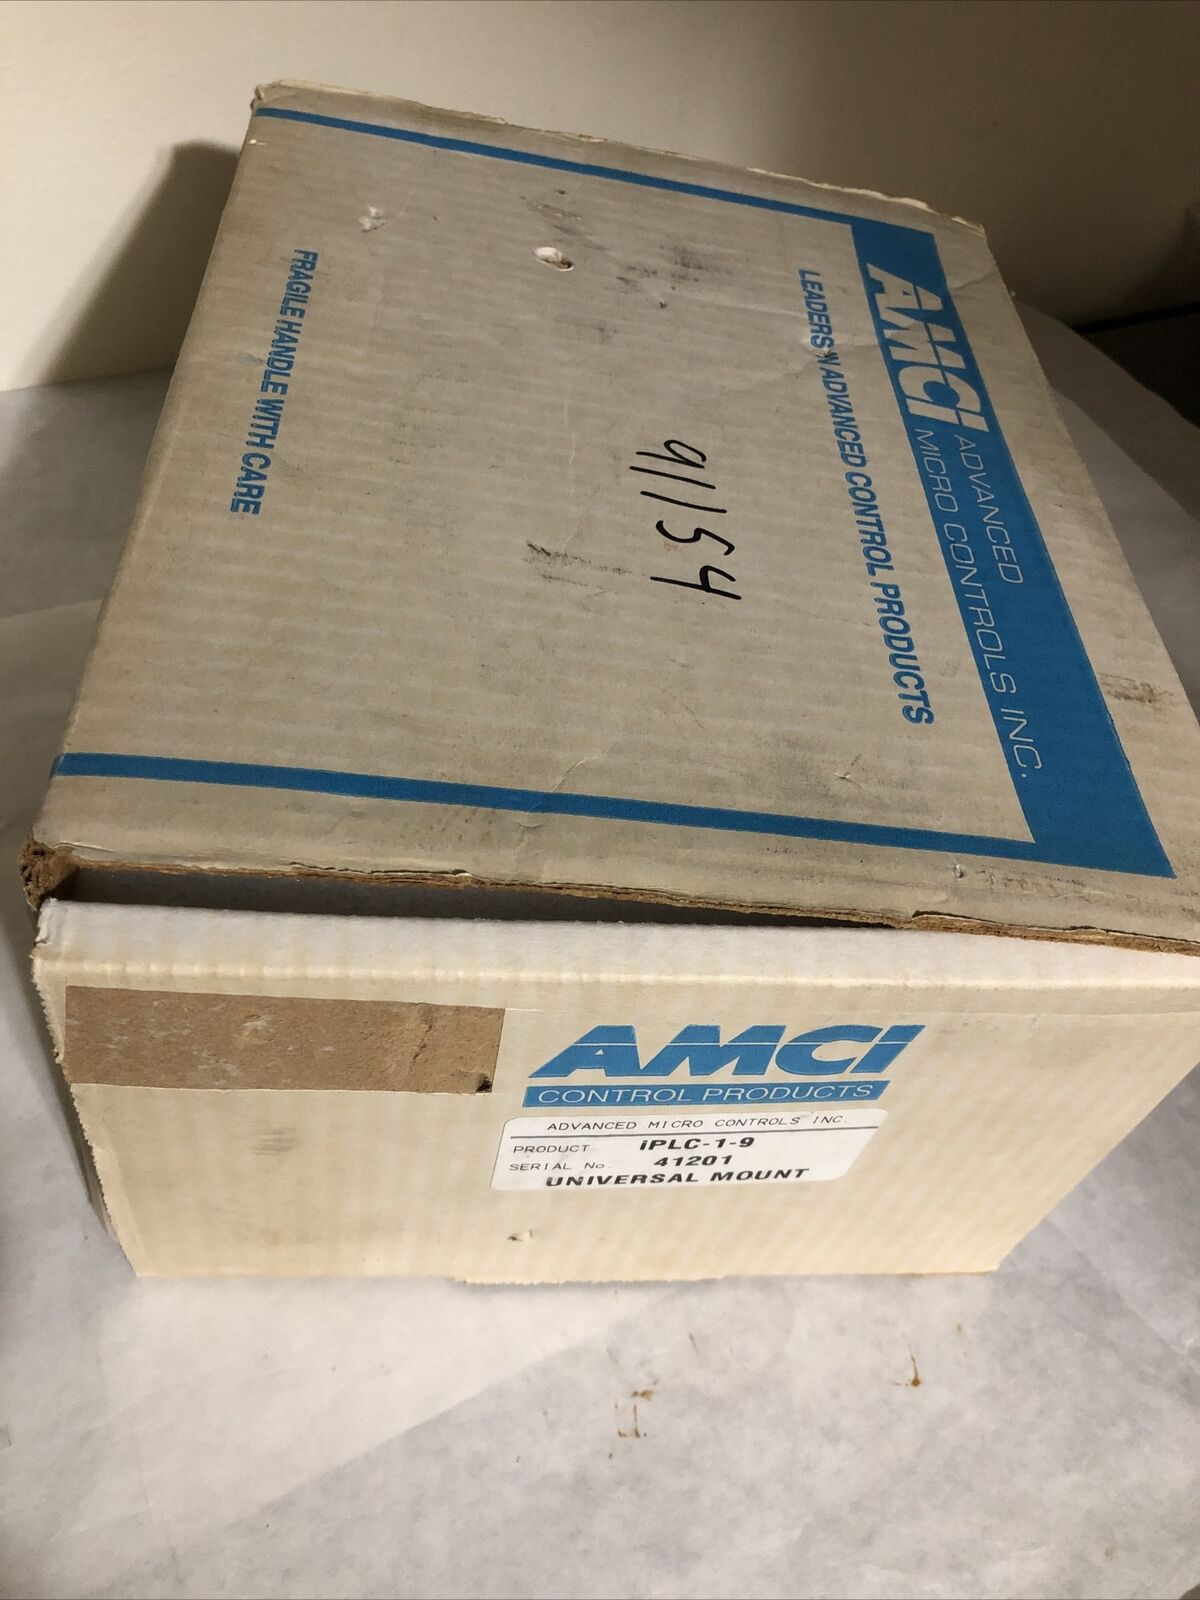 AMCI
ADVANCED
MICRO CONTROLS INC.
LEADERS IN ADVANCED CONTROL PRODUCTS
91154
FRAGILE HANDLE WITH CARE
AMCI
CONTROL PRODUCTS
ADVANCED MICRO CONTROLS INC.
PRODUCT iPLC-1-9
SERIAL No 41201
UNIVERSAL MOUNT